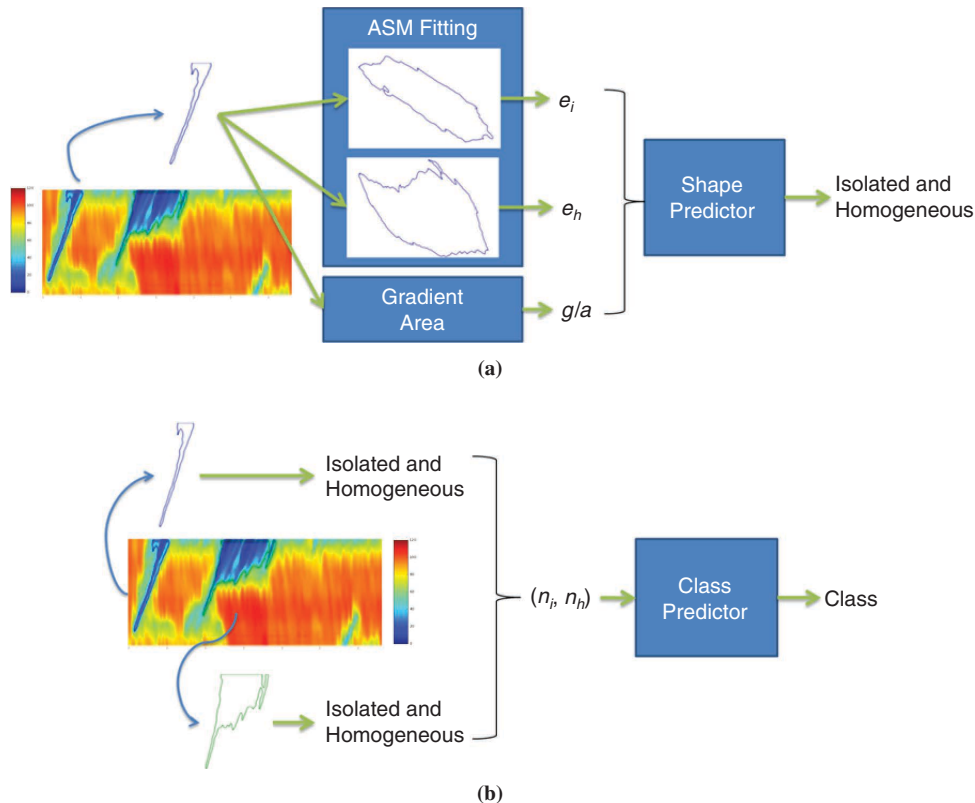 ASM Fitting
e_i
e_h
Shape
Predictor
Isolated and
Homogeneous
Gradient
Area
g/a
(a)
Isolated and
Homogeneous
(n_i, n_h)
Class
Predictor
Class
Isolated and
Homogeneous
(b)